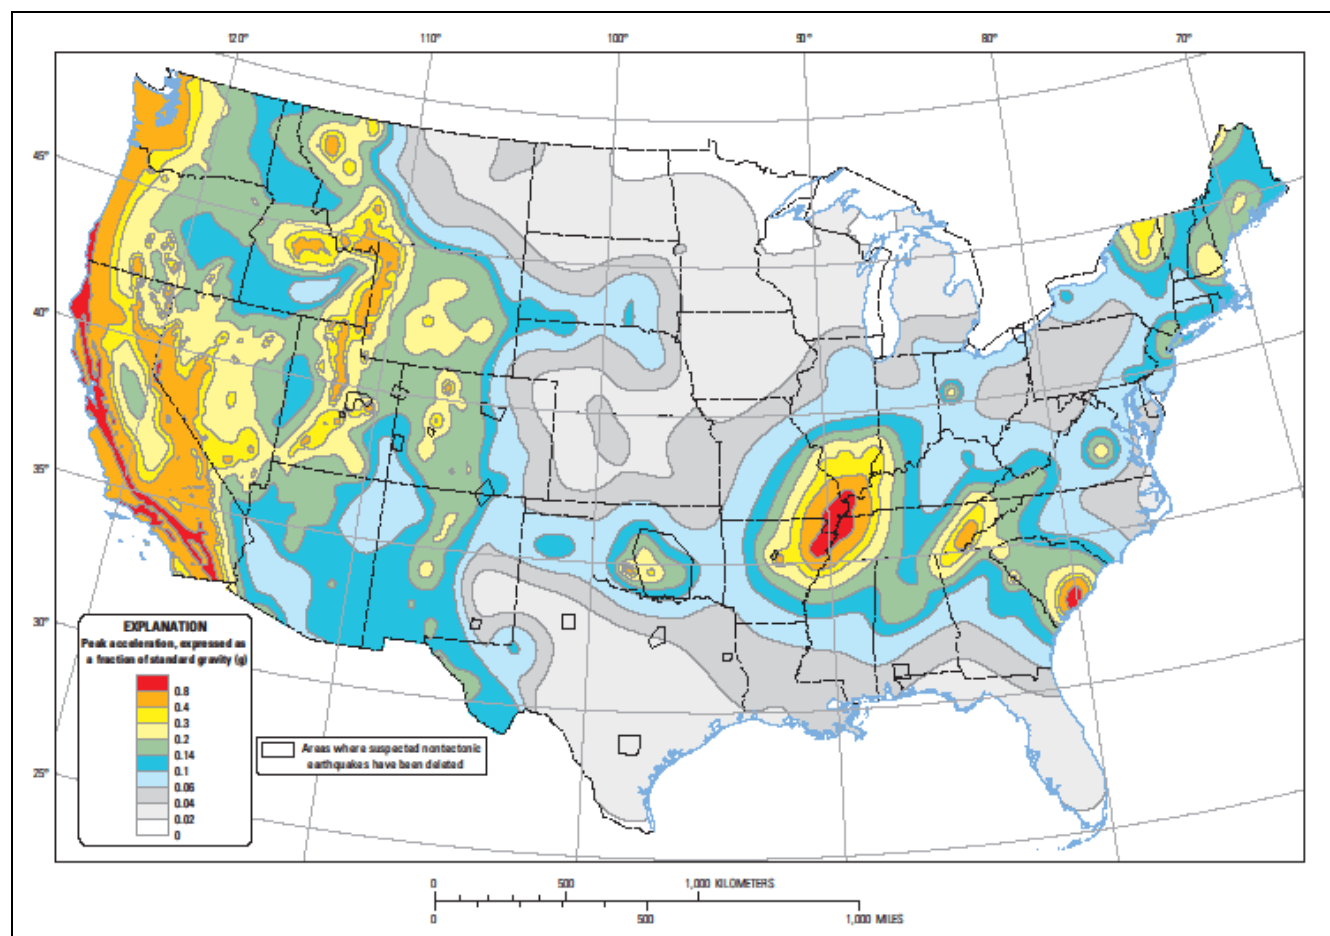 120° 110° 100° 90° 80° 70°
45°
40°
35°
30°
25°
EXPLANATION
Peak acceleration, expressed as
a fraction of standard gravity (g)
0.8
0.4
0.3
0.2
0.14
0.1
0.06
0.04
0.02
0
Areas where suspected nontectonic
earthquakes have been deleted
0 500 1,000 KILOMETERS
0 500 1,000 MILES